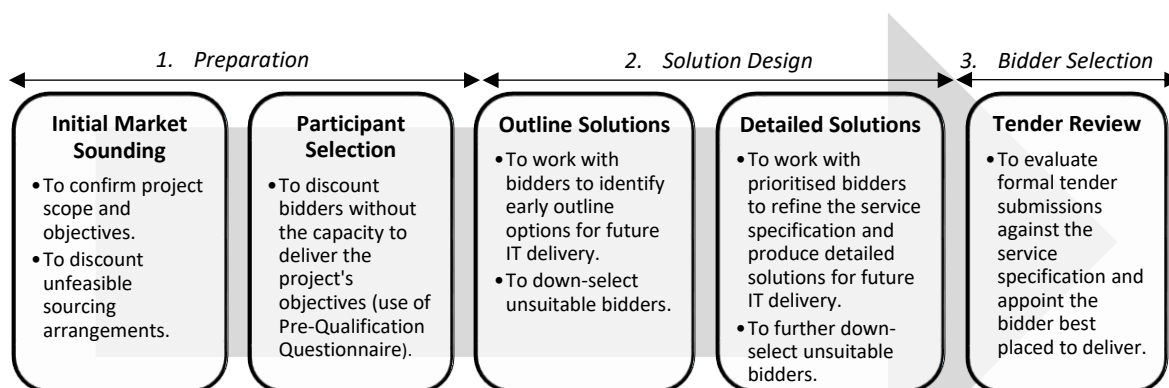 1. Preparation
2. Solution Design
3. Bidder Selection
Initial Market
Sounding
•To confirm project
scope and
objectives.
•To discount
unfeasible
sourcing
arrangements.
Participant
Selection
•To discount
bidders without
the capacity to
deliver the
project's
objectives (use of
Pre-Qualification
Questionnaire).
Outline Solutions
•To work with
bidders to identify
early outline
options for future
IT delivery.
•To down-select
unsuitable bidders.
Detailed Solutions
•To work with
prioritised bidders
to refine the service
specification and
produce detailed
solutions for future
IT delivery.
•To further down-
select unsuitable
bidders.
Tender Review
•To evaluate
formal tender
submissions
against the
service
specification and
appoint the
bidder best
placed to deliver.